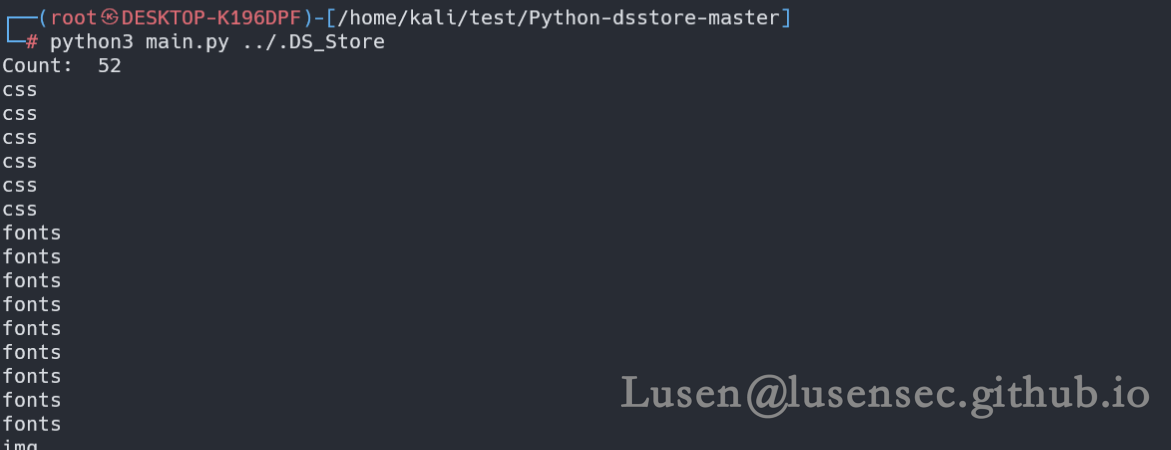 (root㉿DESKTOP-K196DPF)-[/home/kali/test/Python-dsstore-master]
# python3 main.py ../.DS_Store
Count:  52
css
css
css
css
css
css
fonts
fonts
fonts
fonts
fonts
fonts
fonts
fonts
fonts
img
Lusen@lusensec.github.io